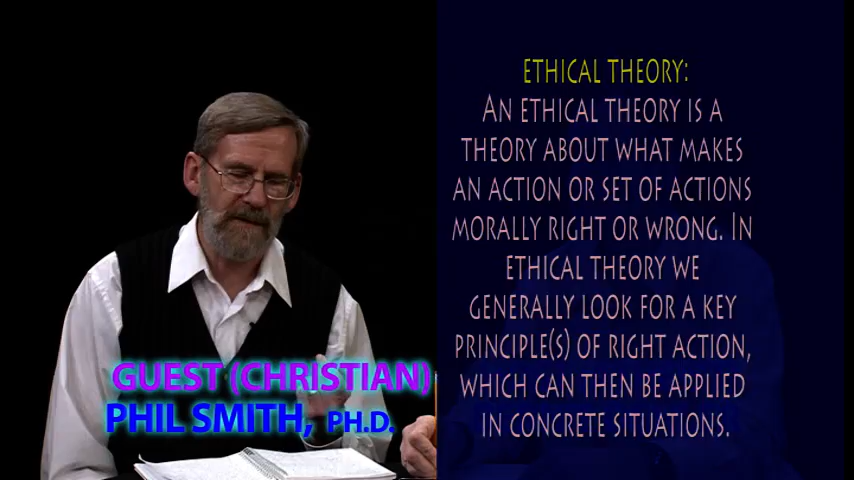 GUEST (CHRISTIAN)
PHIL SMITH, PH.D.
ETHICAL THEORY:
AN ETHICAL THEORY IS A
THEORY ABOUT WHAT MAKES
AN ACTION OR SET OF ACTIONS
MORALLY RIGHT OR WRONG. IN
ETHICAL THEORY WE
GENERALLY LOOK FOR A KEY
PRINCIPLE(S) OF RIGHT ACTION,
WHICH CAN THEN BE APPLIED
IN CONCRETE SITUATIONS.